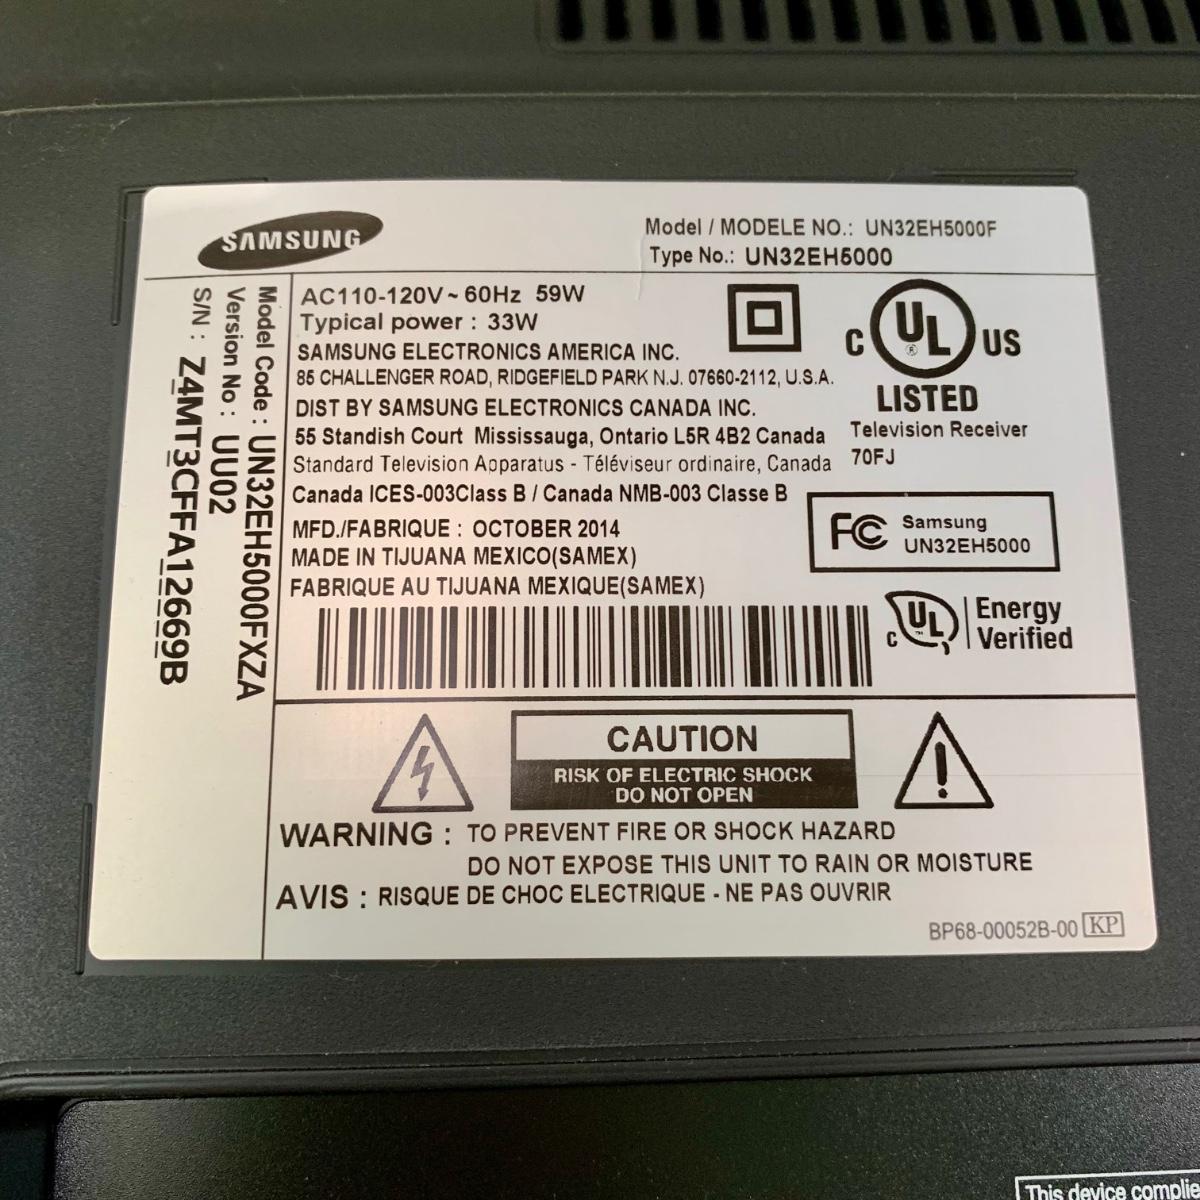 SAMSUNG
Model / MODELE NO.: UN32EH5000F
Type No.: UN32EH5000
Model Code : UN32EH5000FXZA
Version No : UU02
S/N : Z4MT3CFFA12669B
AC110-120V ~ 60Hz 59W
Typical power : 33W
SAMSUNG ELECTRONICS AMERICA INC.
85 CHALLENGER ROAD, RIDGEFIELD PARK N.J. 07660-2112, U.S.A.
DIST BY SAMSUNG ELECTRONICS CANADA INC.
55 Standish Court Mississauga, Ontario L5R 4B2 Canada
Standard Television Apparatus - Téléviseur ordinaire, Canada
Canada ICES-003Class B / Canada NMB-003 Classe B
MFD./FABRIQUE : OCTOBER 2014
MADE IN TIJUANA MEXICO(SAMEX)
FABRIQUE AU TIJUANA MEXIQUE(SAMEX)
C UL ® US
LISTED
Television Receiver
70FJ
FC Samsung
UN32EH5000
C UL Energy
Verified
CAUTION
RISK OF ELECTRIC SHOCK
DO NOT OPEN
WARNING : TO PREVENT FIRE OR SHOCK HAZARD
DO NOT EXPOSE THIS UNIT TO RAIN OR MOISTURE
AVIS : RISQUE DE CHOC ELECTRIQUE - NE PAS OUVRIR
BP68-00052B-00 KP
This device complie